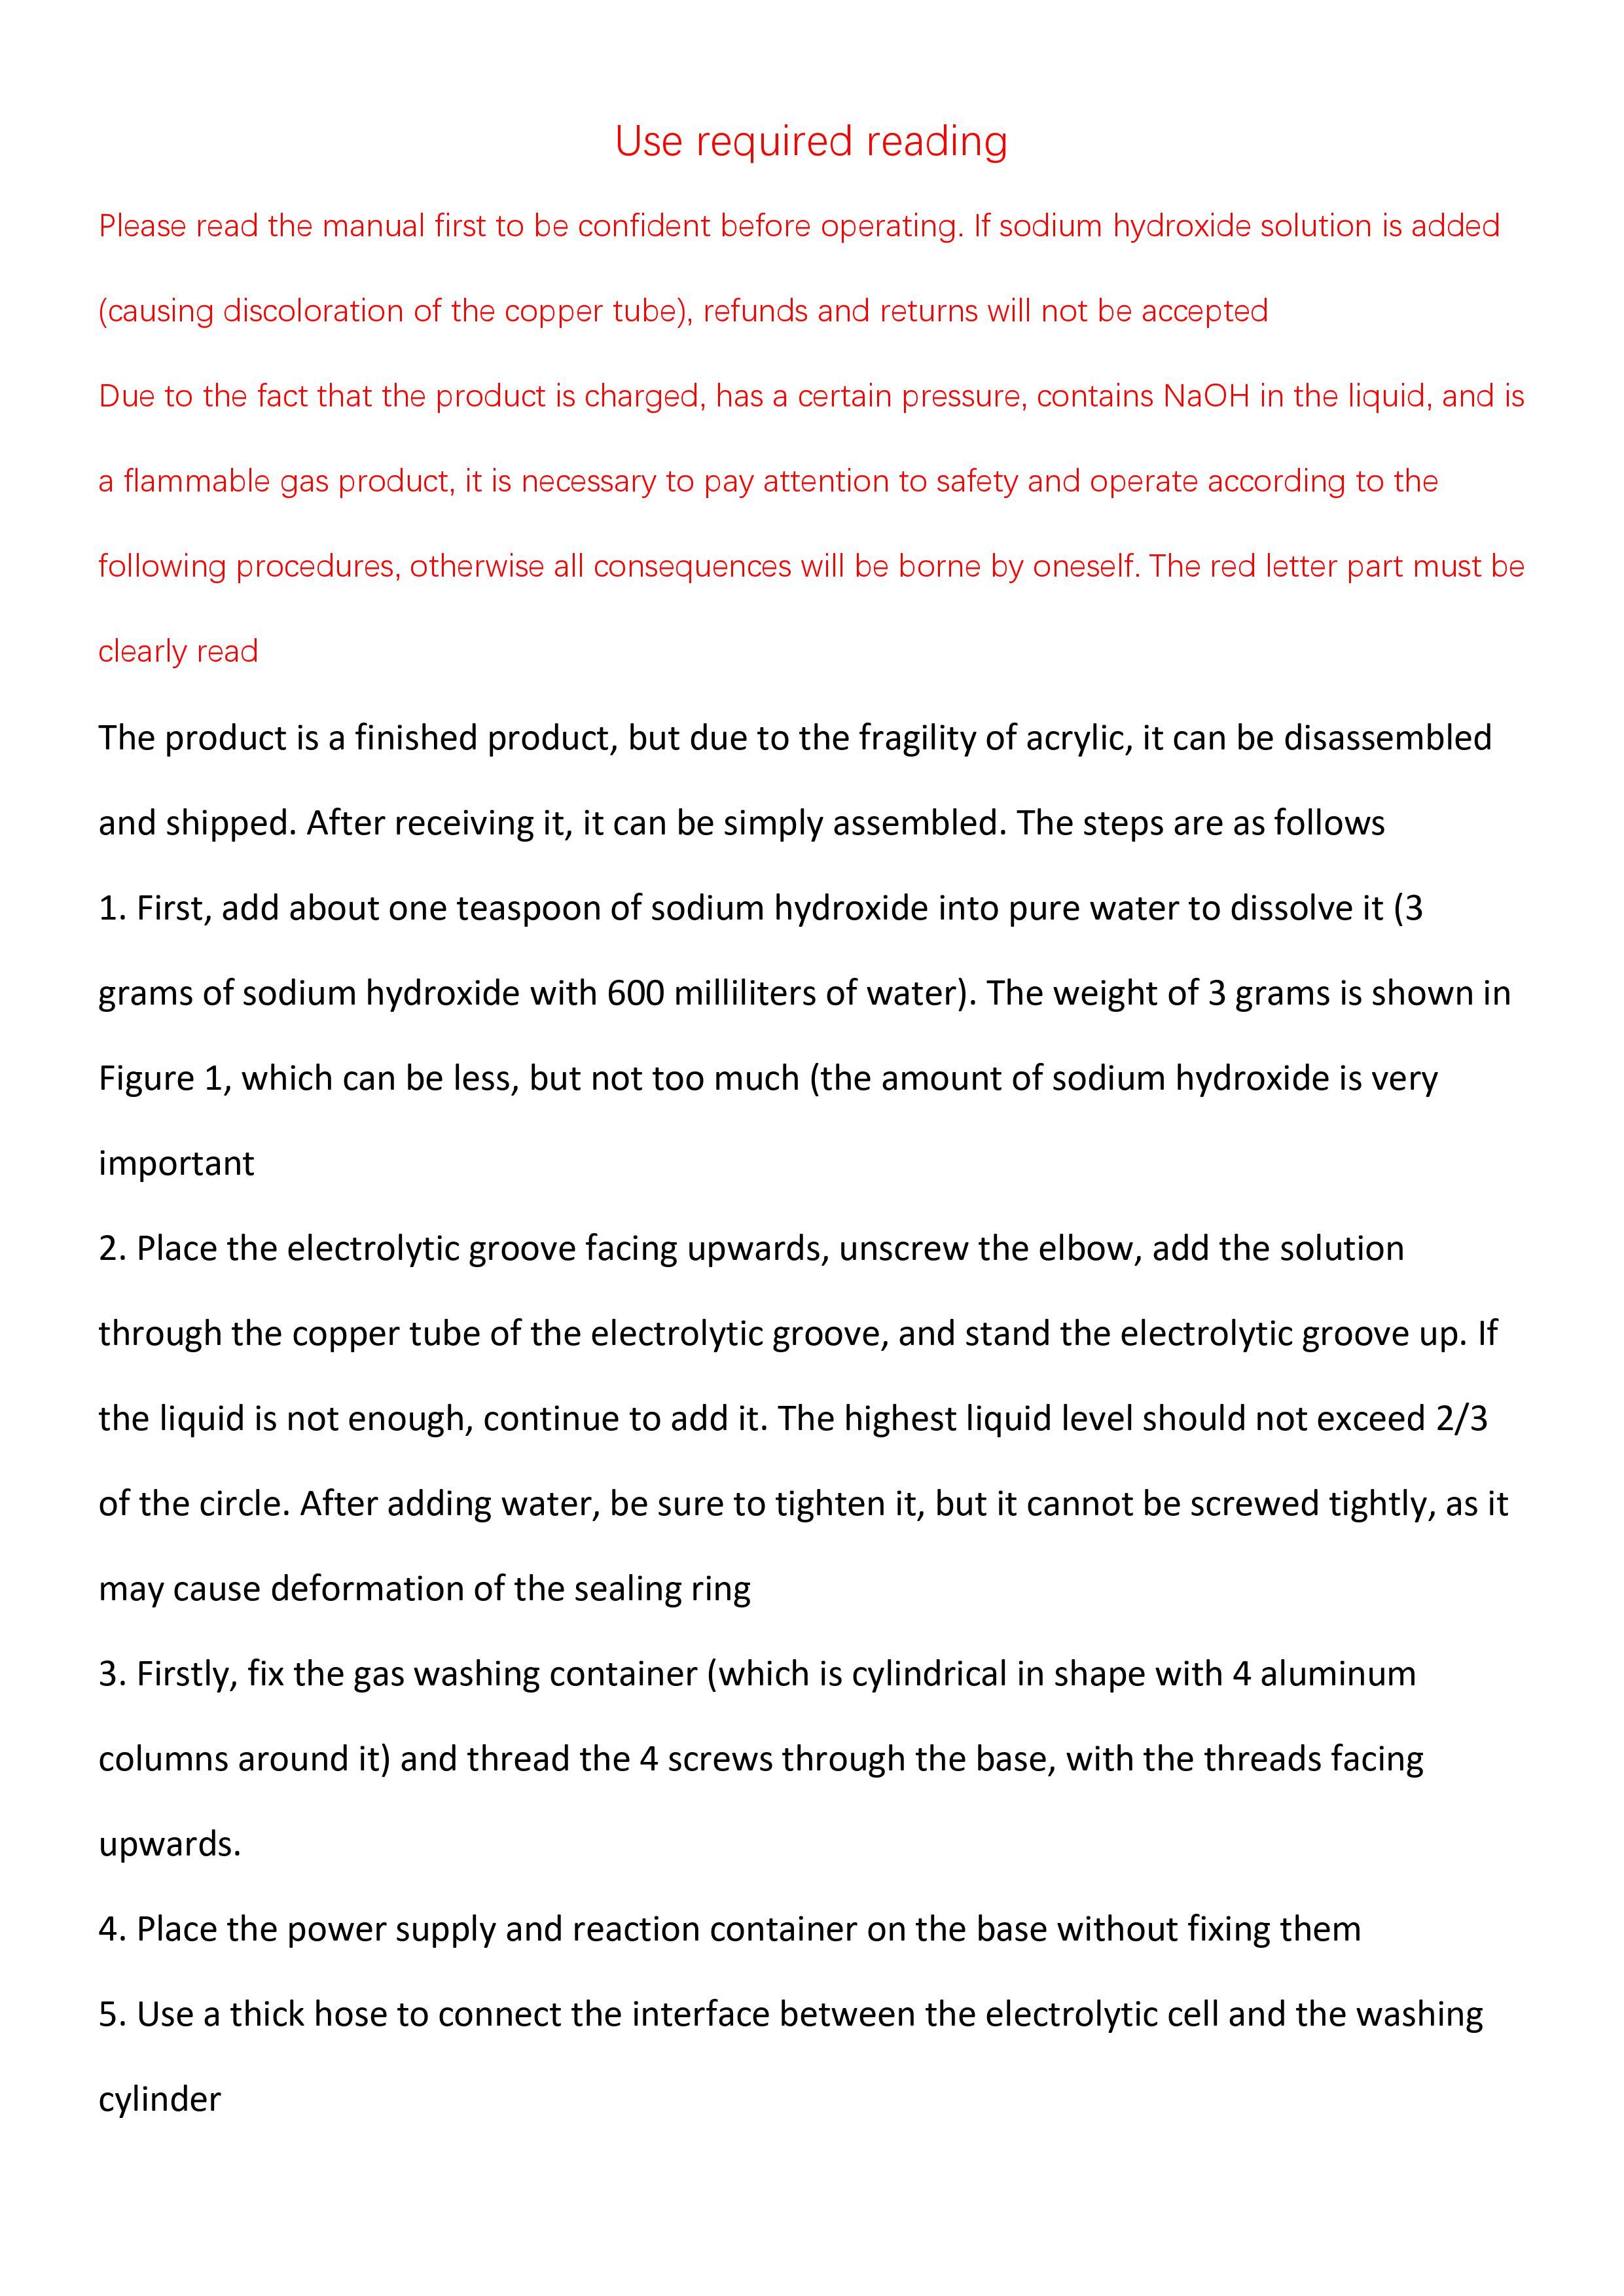 Use required reading
Please read the manual first to be confident before operating. If sodium hydroxide solution is added
(causing discoloration of the copper tube), refunds and returns will not be accepted
Due to the fact that the product is charged, has a certain pressure, contains NaOH in the liquid, and is
a flammable gas product, it is necessary to pay attention to safety and operate according to the
following procedures, otherwise all consequences will be borne by oneself. The red letter part must be
clearly read
The product is a finished product, but due to the fragility of acrylic, it can be disassembled
and shipped. After receiving it, it can be simply assembled. The steps are as follows
1. First, add about one teaspoon of sodium hydroxide into pure water to dissolve it (3
grams of sodium hydroxide with 600 milliliters of water). The weight of 3 grams is shown in
Figure 1, which can be less, but not too much (the amount of sodium hydroxide is very
important
2. Place the electrolytic groove facing upwards, unscrew the elbow, add the solution
through the copper tube of the electrolytic groove, and stand the electrolytic groove up. If
the liquid is not enough, continue to add it. The highest liquid level should not exceed 2/3
of the circle. After adding water, be sure to tighten it, but it cannot be screwed tightly, as it
may cause deformation of the sealing ring
3. Firstly, fix the gas washing container (which is cylindrical in shape with 4 aluminum
columns around it) and thread the 4 screws through the base, with the threads facing
upwards.
4. Place the power supply and reaction container on the base without fixing them
5. Use a thick hose to connect the interface between the electrolytic cell and the washing
cylinder